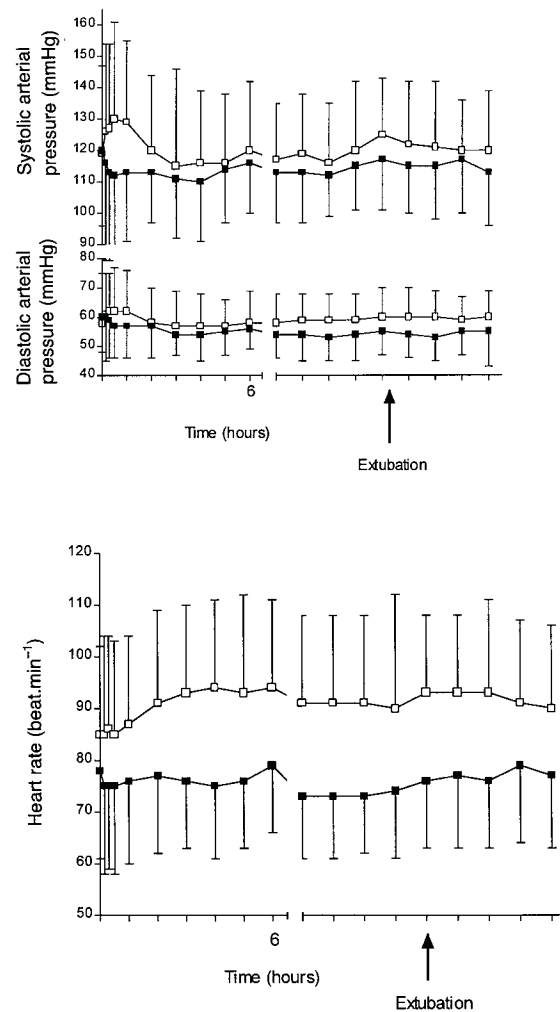 Systolic arterial
pressure (mmHg)
160
150
140
130
120
110
100
90
Diastolic arterial
pressure (mmHg)
80
70
60
50
40
6
Time (hours)
Extubation
Heart rate (beat.min⁻¹)
120
110
100
90
80
70
60
50
6
Time (hours)
Extubation